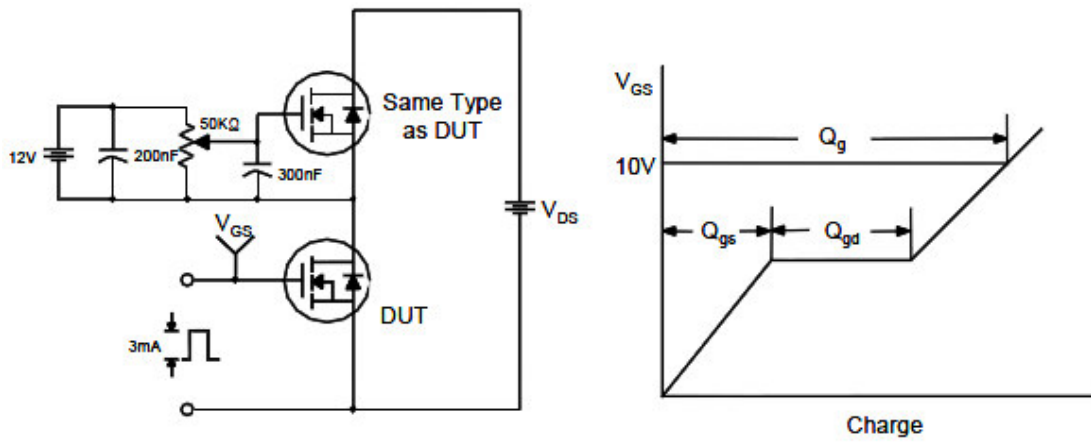 12V
200nF
50KΩ
300nF
Same Type
as DUT
V_DS
V_GS
DUT
3mA
V_GS
10V
Q_g
Q_gs
Q_gd
Charge